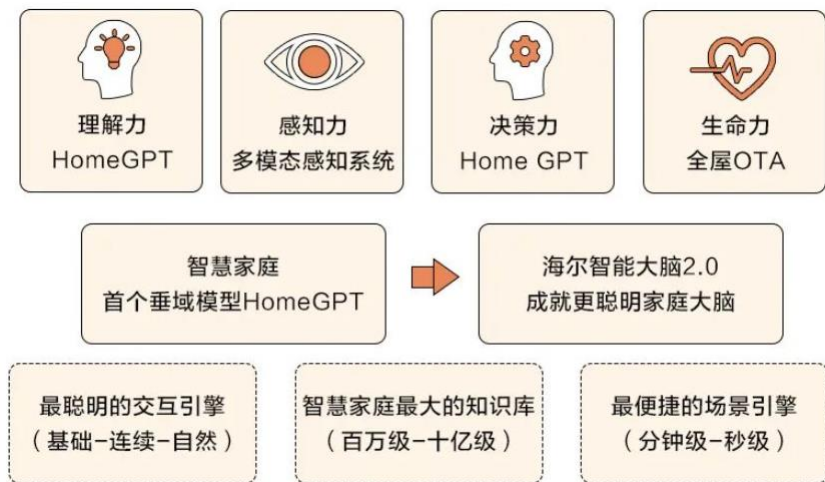 理解力
HomeGPT
感知力
多模态感知系统
决策力
Home GPT
生命力
全屋OTA
智慧家庭
首个垂域模型HomeGPT
海尔智能大脑2.0
成就更聪明家庭大脑
最聪明的交互引擎
（基础-连续-自然）
智慧家庭最大的知识库
（百万级-十亿级）
最便捷的场景引擎
（分钟级-秒级）